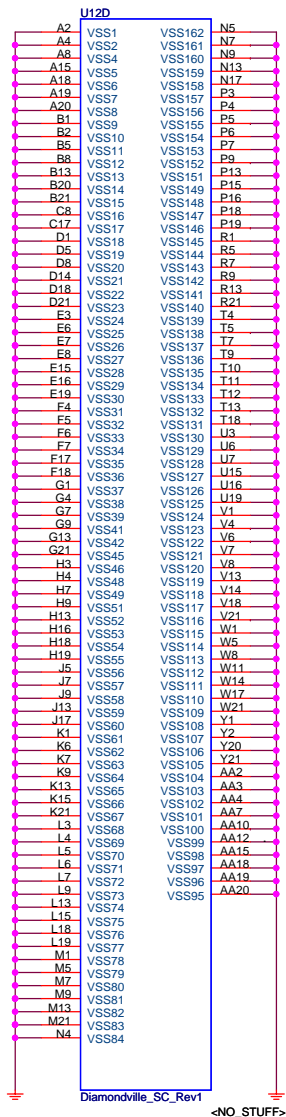 U12D
A2 VSS1 VSS162 N5
A4 VSS2 VSS161 N7
A8 VSS4 VSS160 N9
A15 VSS5 VSS159 N13
A18 VSS6 VSS158 N17
A19 VSS7 VSS157 P3
A20 VSS8 VSS156 P4
B1 VSS9 VSS155 P5
B2 VSS10 VSS154 P6
B5 VSS11 VSS153 P7
B8 VSS12 VSS152 P9
B13 VSS13 VSS151 P13
B20 VSS14 VSS149 P15
B21 VSS15 VSS148 P16
C8 VSS16 VSS147 P18
C17 VSS17 VSS146 P19
D1 VSS18 VSS145 R1
D5 VSS19 VSS144 R5
D8 VSS20 VSS143 R7
D14 VSS21 VSS142 R9
D18 VSS22 VSS141 R13
D21 VSS23 VSS140 R21
E3 VSS24 VSS139 T4
E6 VSS25 VSS138 T5
E7 VSS26 VSS137 T7
E8 VSS27 VSS136 T9
E15 VSS28 VSS135 T10
E16 VSS29 VSS134 T11
E19 VSS30 VSS133 T12
F4 VSS31 VSS132 T13
F5 VSS32 VSS131 T18
F6 VSS33 VSS130 U3
F7 VSS34 VSS129 U6
F17 VSS35 VSS128 U7
F18 VSS36 VSS127 U15
G1 VSS37 VSS126 U16
G4 VSS38 VSS125 U19
G7 VSS39 VSS124 V1
G9 VSS41 VSS123 V4
G13 VSS42 VSS122 V6
G21 VSS45 VSS121 V7
H3 VSS46 VSS120 V8
H4 VSS48 VSS119 V13
H7 VSS49 VSS118 V14
H9 VSS51 VSS117 V18
H13 VSS52 VSS116 V21
H16 VSS53 VSS115 W1
H18 VSS54 VSS114 W5
H19 VSS55 VSS113 W8
J5 VSS56 VSS112 W11
J7 VSS57 VSS111 W14
J9 VSS58 VSS110 W17
J13 VSS59 VSS109 W21
J17 VSS60 VSS108 Y1
K1 VSS61 VSS107 Y2
K6 VSS62 VSS106 Y20
K7 VSS63 VSS105 Y21
K9 VSS64 VSS104 AA2
K13 VSS65 VSS103 AA3
K15 VSS66 VSS102 AA4
K21 VSS67 VSS101 AA7
L3 VSS68 VSS100 AA10
L4 VSS69 VSS99 AA12
L5 VSS70 VSS98 AA15
L6 VSS71 VSS97 AA18
L7 VSS72 VSS96 AA19
L9 VSS73 VSS95 AA20
L13 VSS74
L15 VSS75
L18 VSS76
L19 VSS77
M1 VSS78
M5 VSS79
M7 VSS80
M9 VSS81
M13 VSS82
M21 VSS83
N4 VSS84
Diamondville_SC_Rev1
<NO_STUFF>